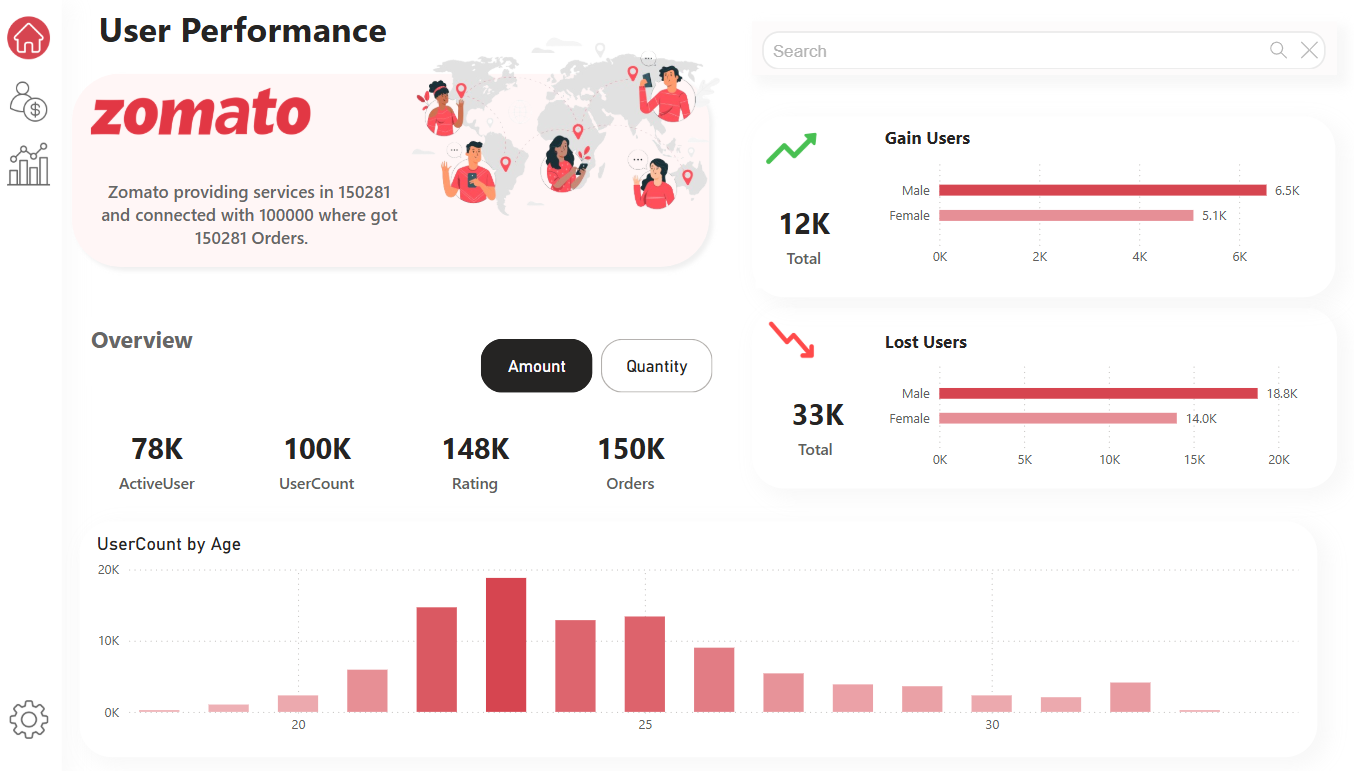 User Performance
Search
zomato
Zomato providing services in 150281
and connected with 100000 where got
150281 Orders.
Gain Users
12K
Total
Male
6.5K
Female
5.1K
0K 2K 4K 6K
Overview
Amount
Quantity
Lost Users
33K
Total
Male
18.8K
Female
14.0K
0K 5K 10K 15K 20K
78K
ActiveUser
100K
UserCount
148K
Rating
150K
Orders
UserCount by Age
20K
10K
0K
20 25 30